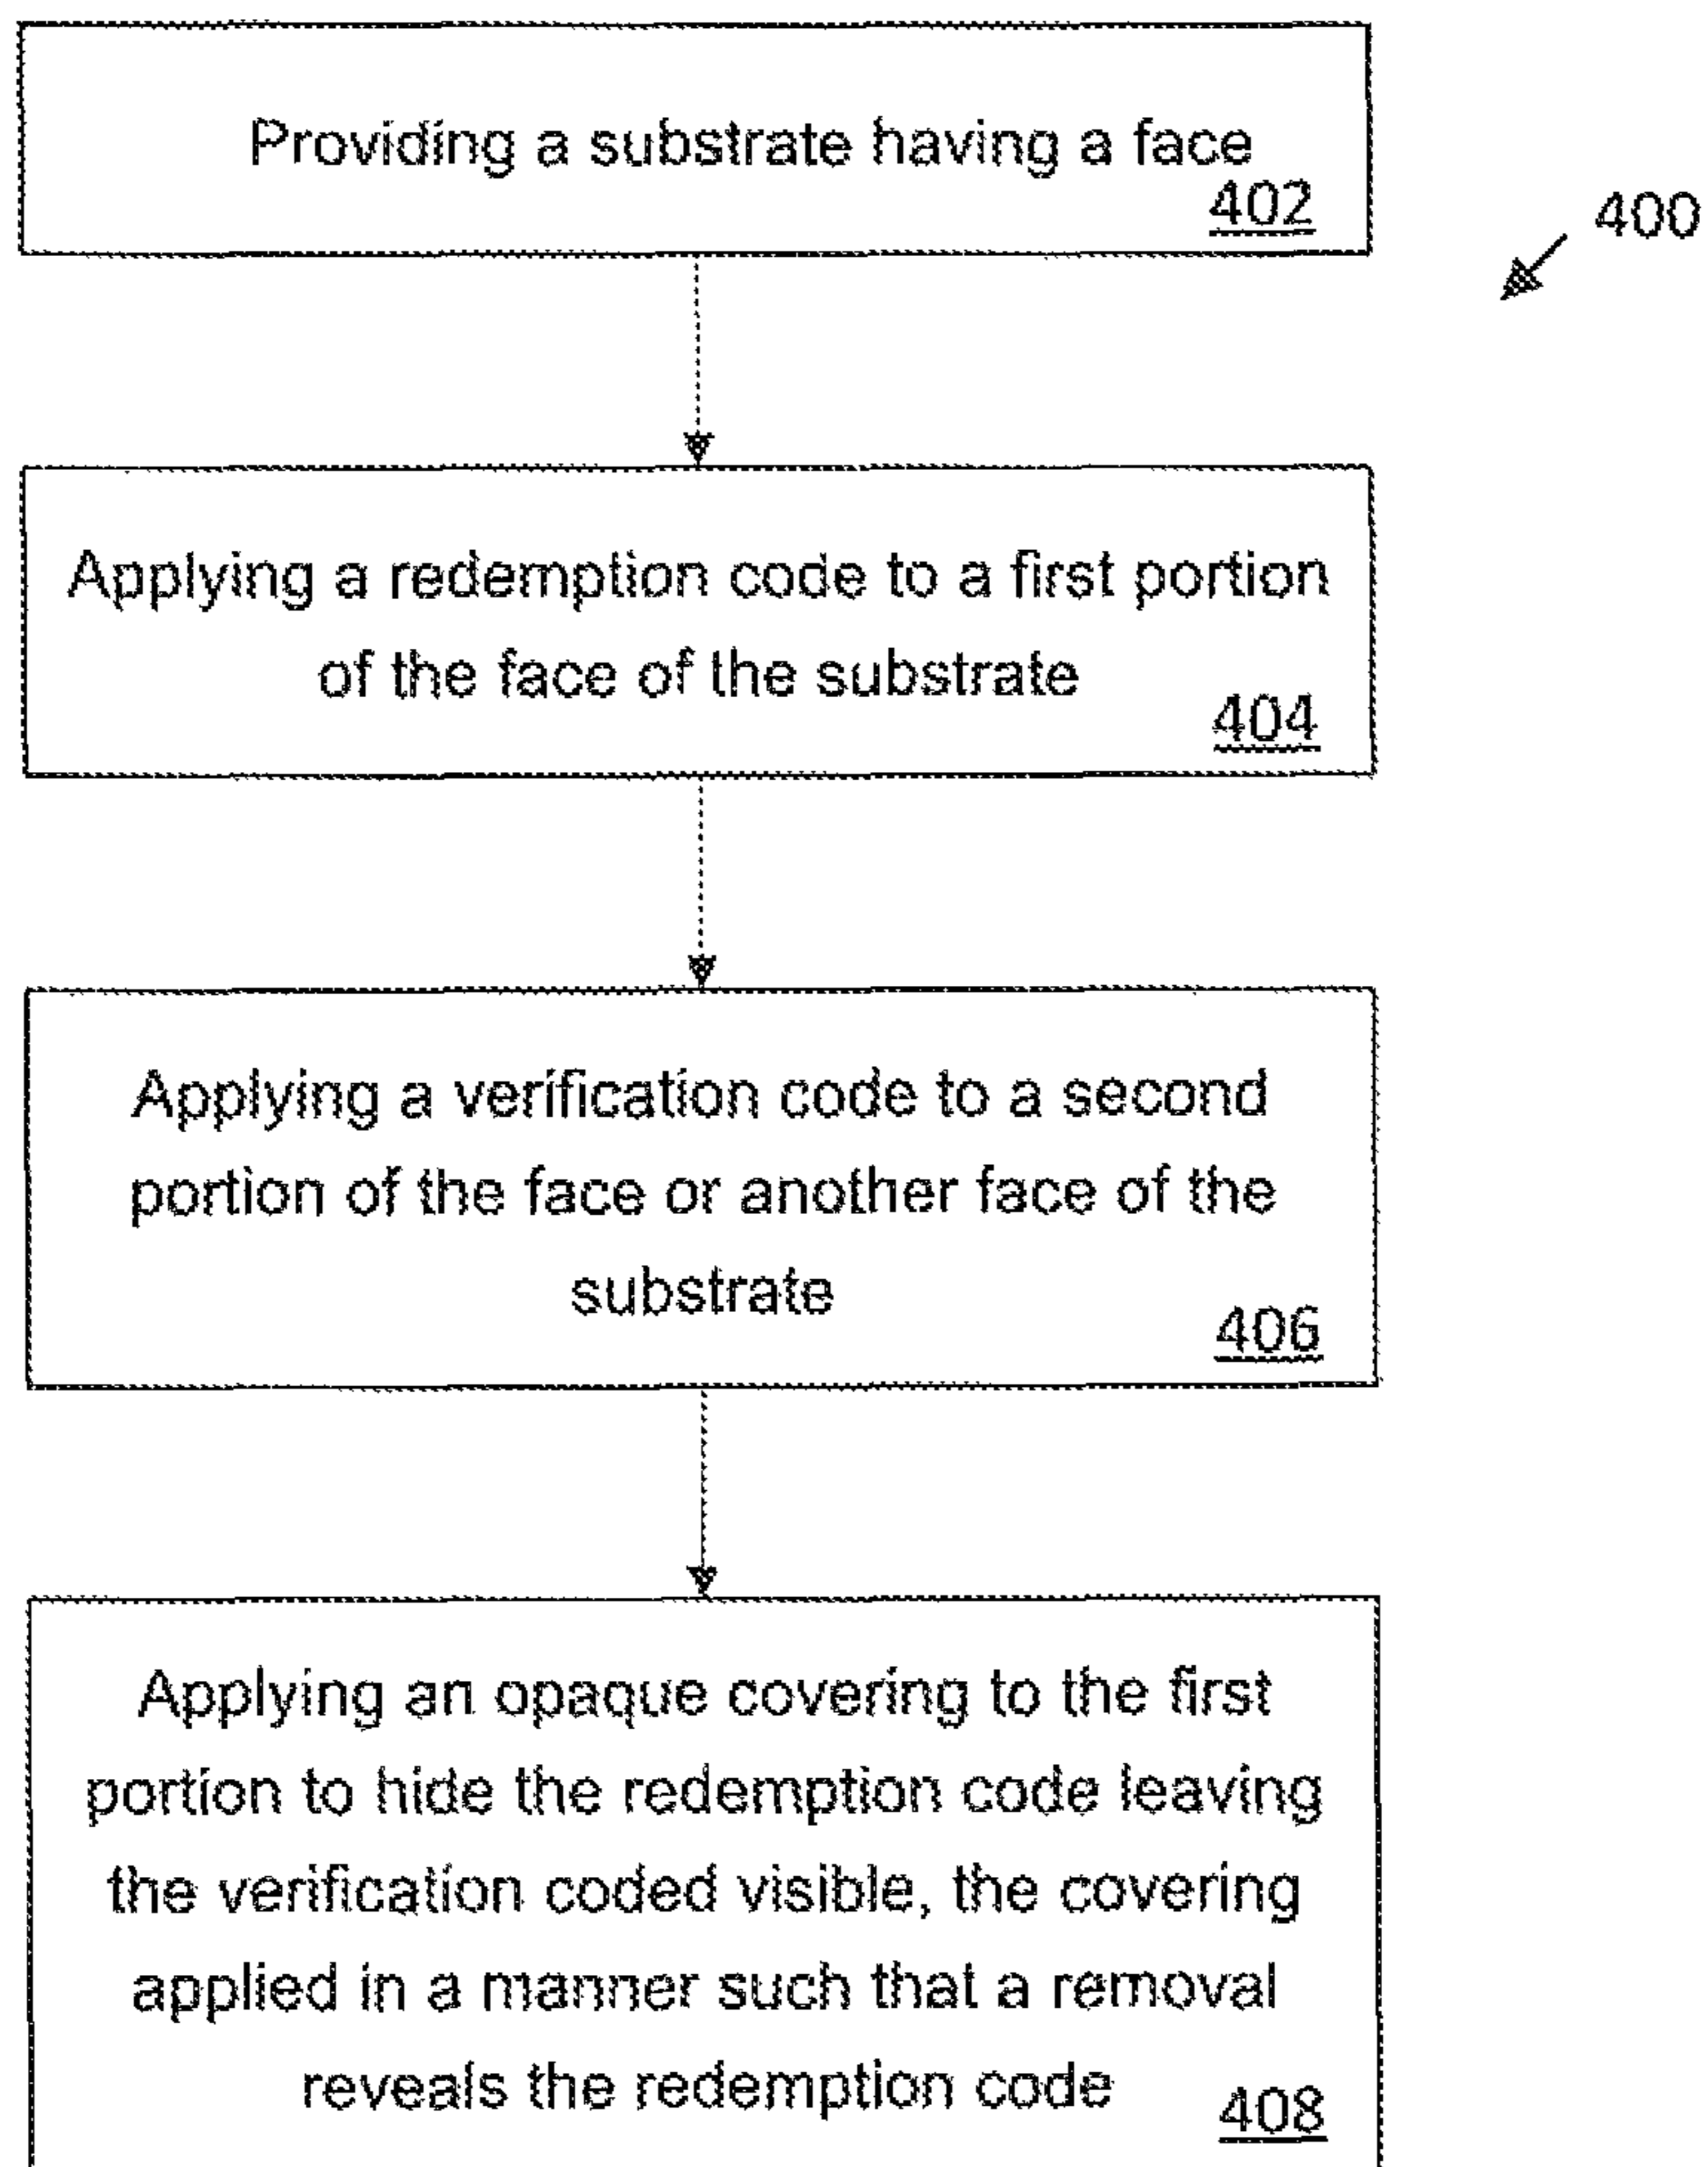 Providing a substrate having a face
402
400
Applying a redemption code to a first portion
of the face of the substrate
404
Applying a verification code to a second
portion of the face or another face of the
substrate
406
Applying an opaque covering to the first
portion to hide the redemption code leaving
the verification coded visible, the covering
applied in a manner such that a removal
reveals the redemption code
408